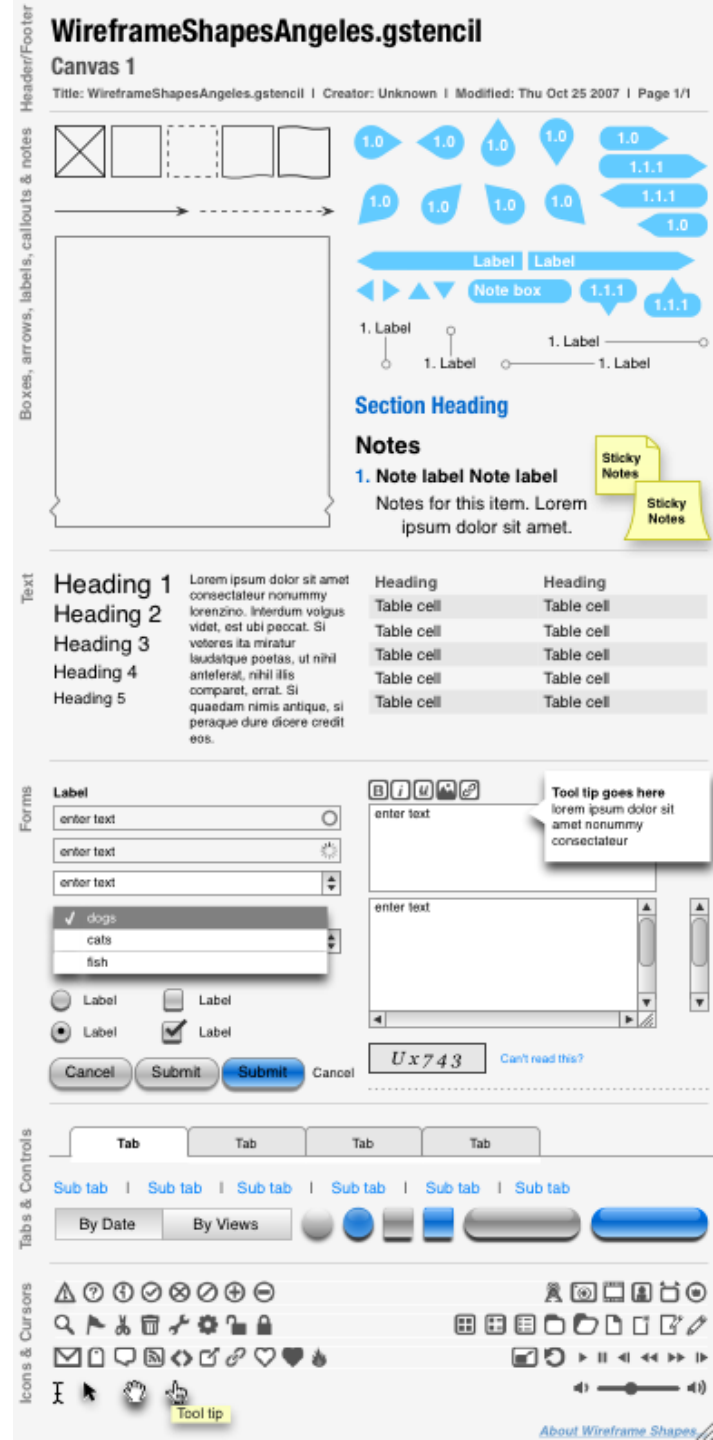 Header/Footer
WireframeShapesAngeles.gstencil
Canvas 1
Title: WireframeShapesAngeles.gstencil | Creator: Unknown | Modified: Thu Oct 25 2007 | Page 1/1
Boxes, arrows, labels, callouts & notes
1.0
1.0
1.0
1.0
1.0
1.1.1
1.0
1.0
1.0
1.0
1.1.1
1.0
Label
Label
Note box
1.1.1
1.1.1
1. Label
1. Label
1. Label
1. Label
Section Heading
Notes
1. Note label Note label
Notes for this item. Lorem
ipsum dolor sit amet.
Sticky
Notes
Sticky
Notes
Text
Heading 1
Heading 2
Heading 3
Heading 4
Heading 5
Lorem ipsum dolor sit amet
consectateur nonummy
lorenzino. Interdum volgus
videt, est ubi peccat. Si
veteres ita miratur
laudatque poetas, ut nihil
anteferat, nihil illis
comparet, errat. Si
quaedam nimis antique, si
peraque dure dicere credit
eos.
Heading Heading
Table cell Table cell
Table cell Table cell
Table cell Table cell
Table cell Table cell
Table cell Table cell
Forms
Label
enter text
enter text
enter text
✓ dogs
cats
fish
Label Label
Label Label
Cancel Submit Submit Cancel
B i u
enter text
Tool tip goes here
lorem ipsum dolor sit
amet nonummy
consectateur
enter text
Ux743
Can't read this?
Tabs & Controls
Tab Tab Tab Tab
Sub tab | Sub tab | Sub tab | Sub tab | Sub tab | Sub tab
By Date By Views
Icons & Cursors
Tool tip
About Wireframe Shapes